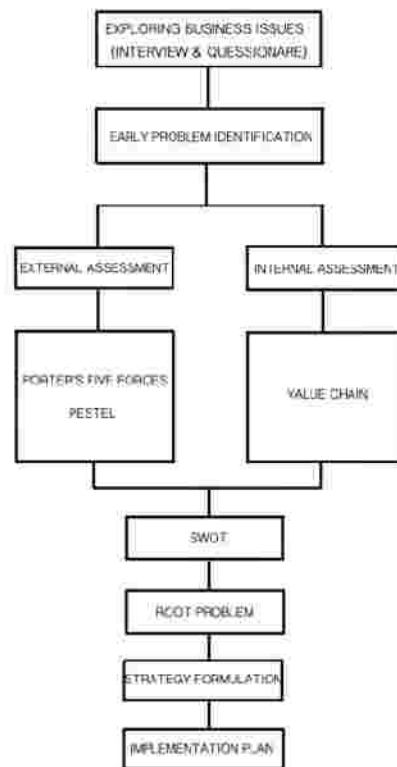 EXPLORING BUSINESS ISSUES
(INTERVIEW & QUESSIONARE)
EARLY PROBLEM IDENTIFICATION
EXTERNAL ASSESSMENT
INTERNAL ASSESSMENT
PORTER'S FIVE FORCES
PESTEL
VALUE CHAIN
SWOT
ROOT PROBLEM
STRATEGY FORMULATION
IMPLEMENTATION PLAN